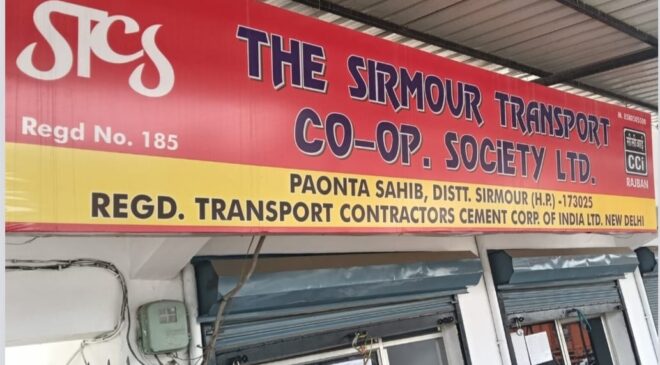 STCS
Regd No. 185
THE SIRMOUR TRANSPORT
CO-OP. SOCIETY LTD.
PAONTA SAHIB, DISTT. SIRMOUR (H.P.) -173025
REGD. TRANSPORT CONTRACTORS CEMENT CORP. OF INDIA LTD. NEW DELHI
CCI
RAJBAN